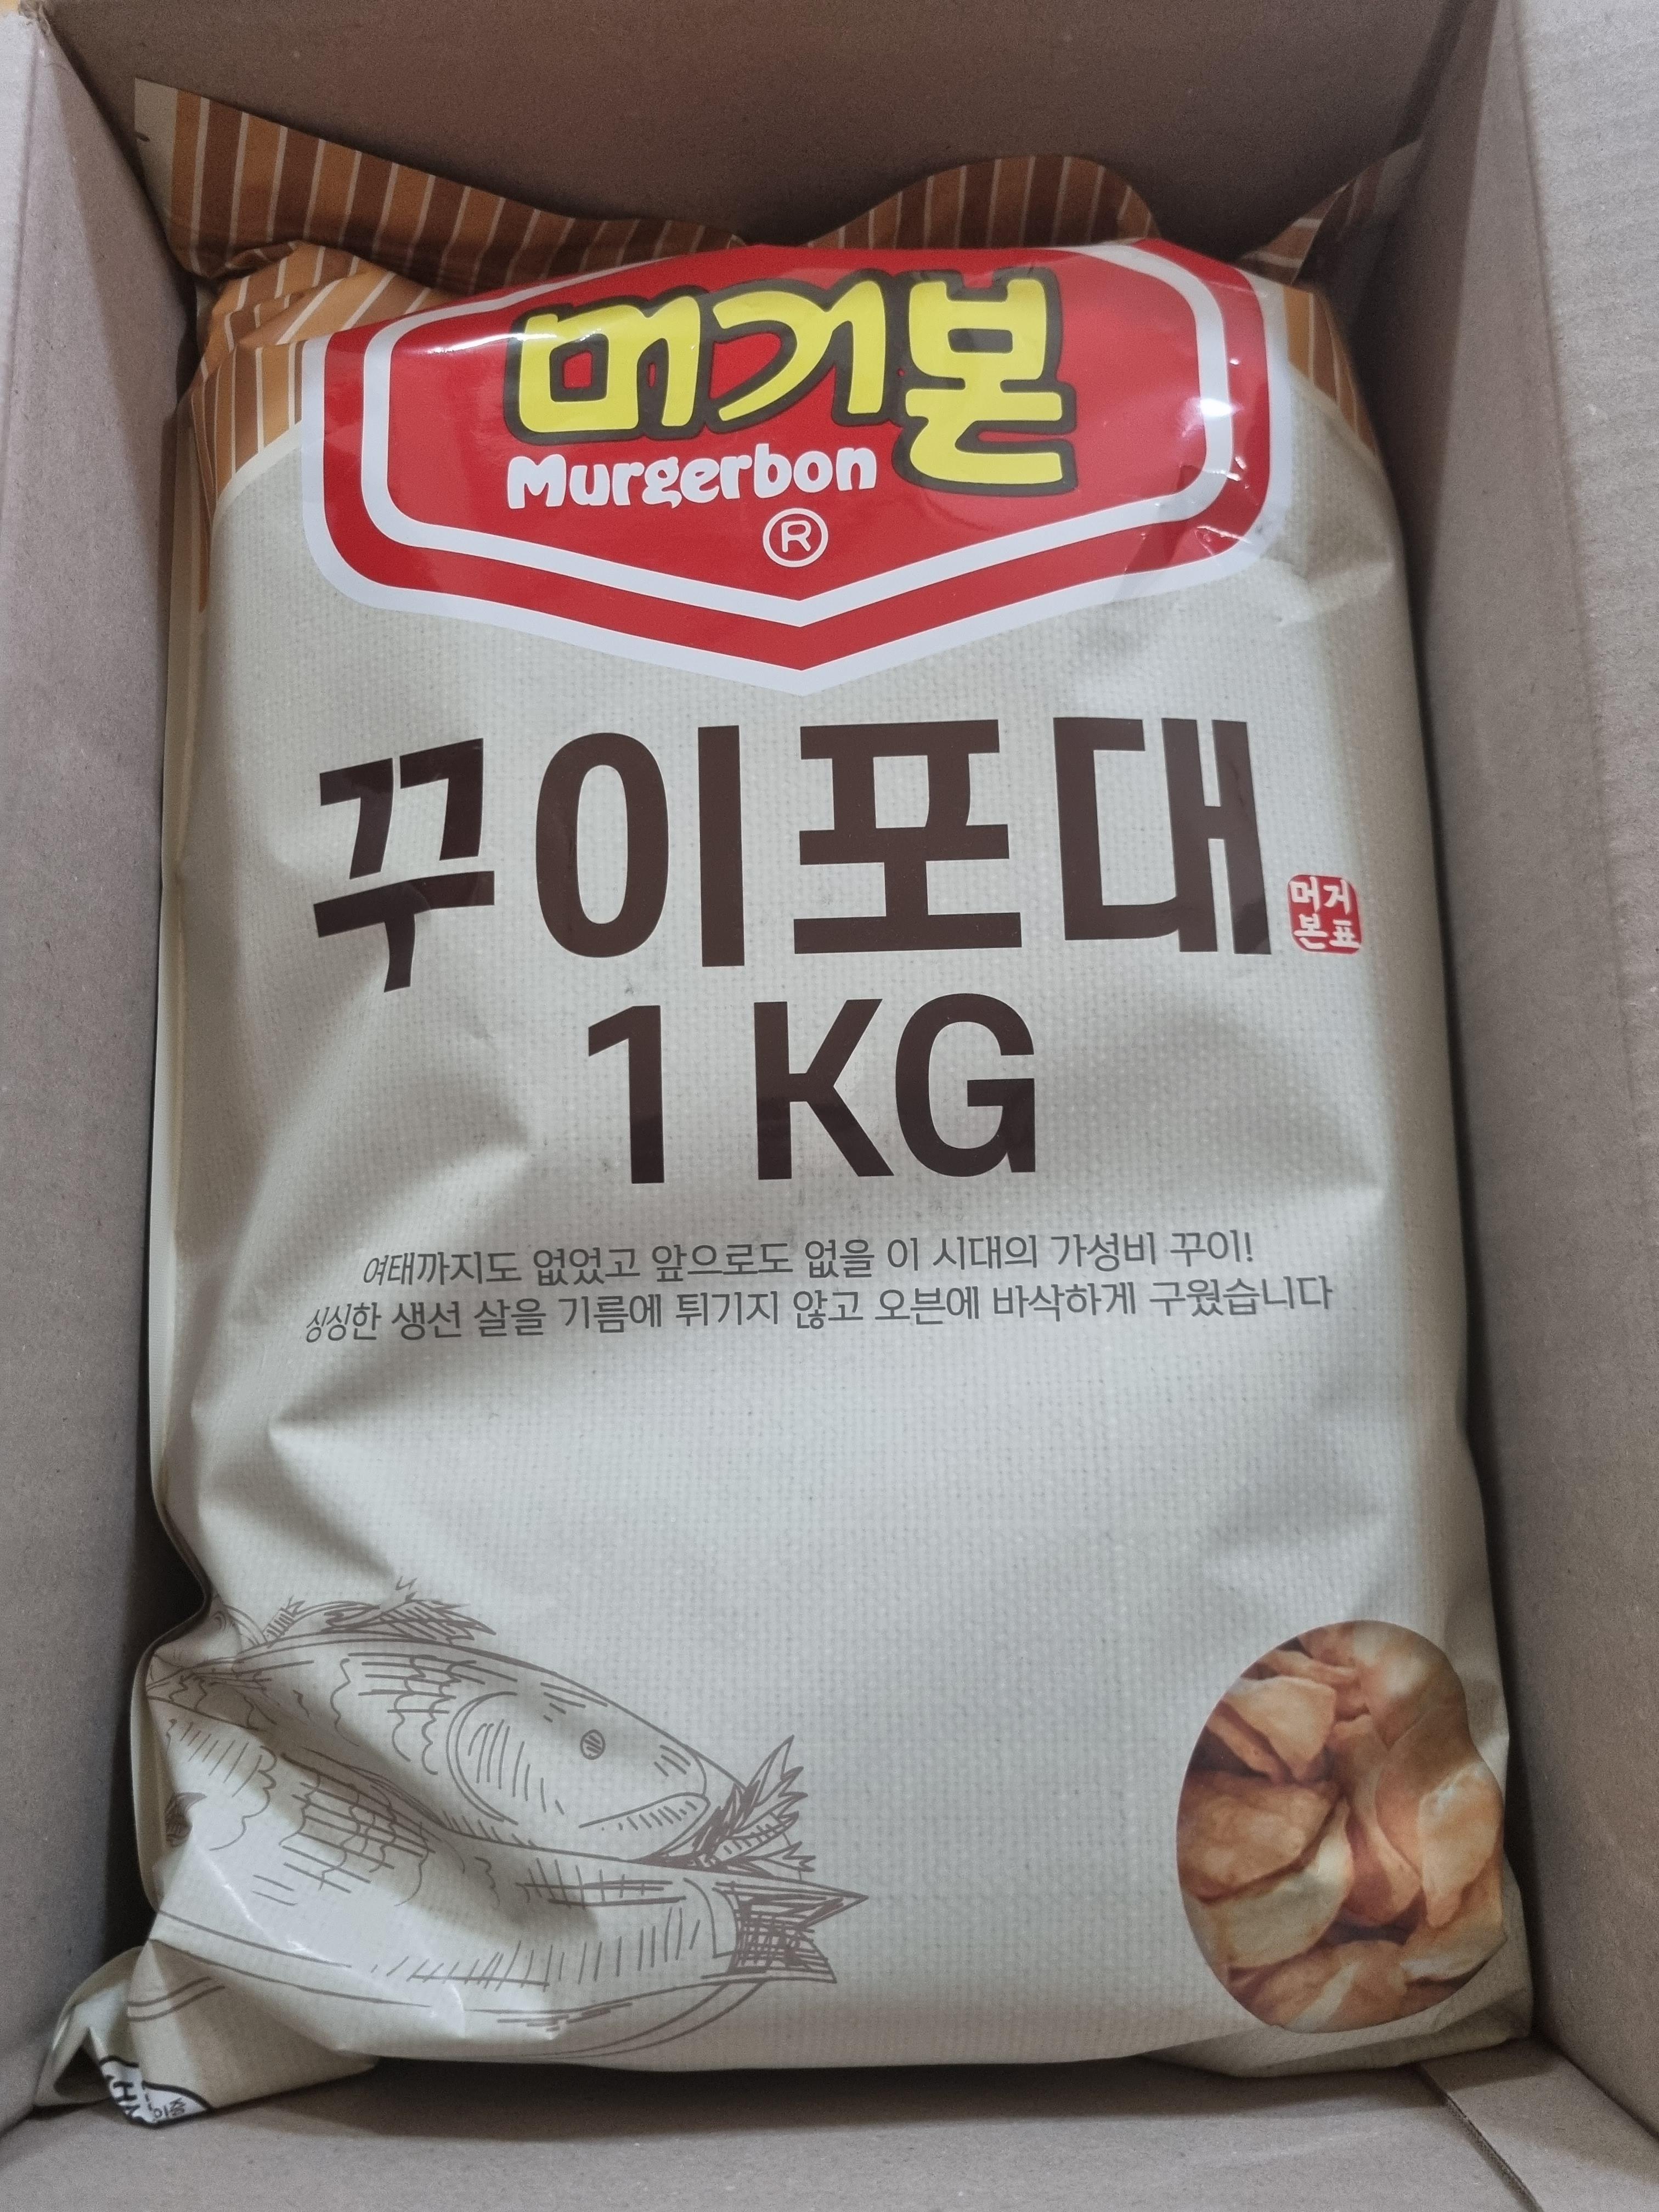 머거본
Murgerbon
®
꾸이포대
머거
본표
1 KG
여태까지도 없었고 앞으로도 없을 이 시대의 가성비 꾸이!
싱싱한 생선 살을 기름에 튀기지 않고 오븐에 바삭하게 구웠습니다